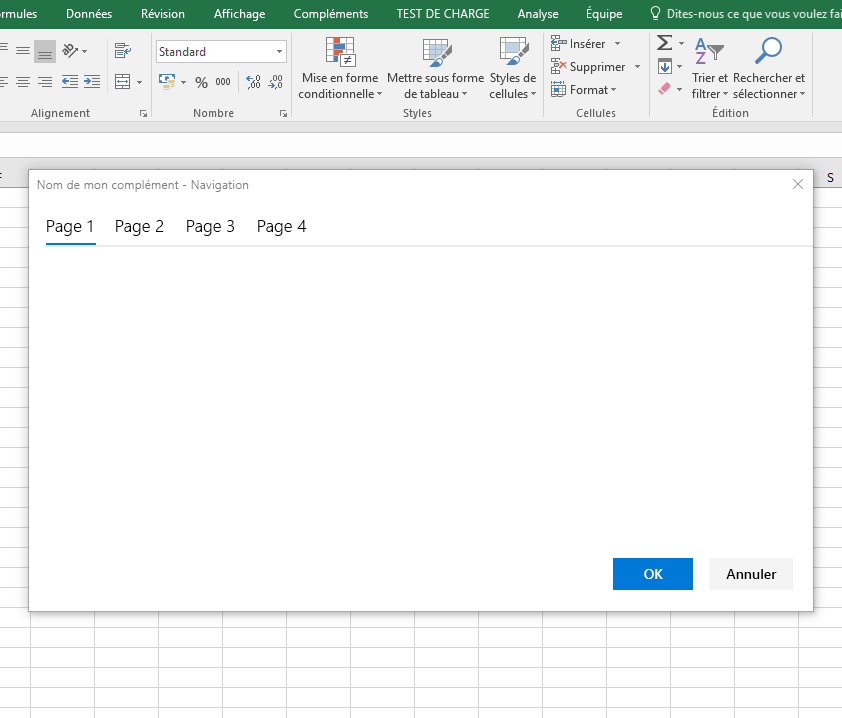 rmules Données Révision Affichage Compléments TEST DE CHARGE Analyse Équipe Dites-nous ce que vous voulez fai
Standard
% 000
,00 ,00
Alignement
Nombre
Mise en forme
conditionnelle
Mettre sous forme
de tableau
Styles de
cellules
Styles
Insérer
Supprimer
Format
Cellules
Σ
Trier et
filtrer
Rechercher et
sélectionner
Édition
S
Nom de mon complément - Navigation
Page 1 Page 2 Page 3 Page 4
OK Annuler